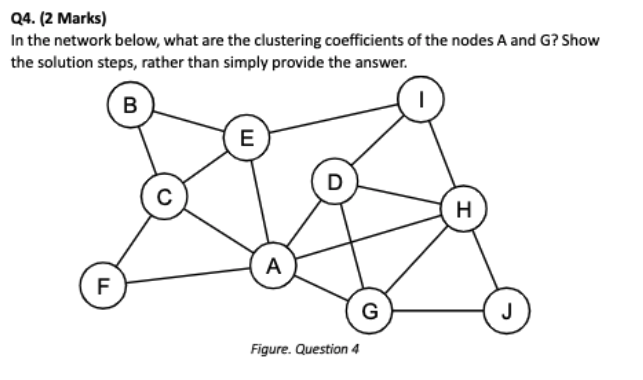 Q4. (2 Marks)
In the network below, what are the clustering coefficients of the nodes A and G? Show
the solution steps, rather than simply provide the answer.
B
I
E
D
C
H
A
F
G
J
Figure. Question 4